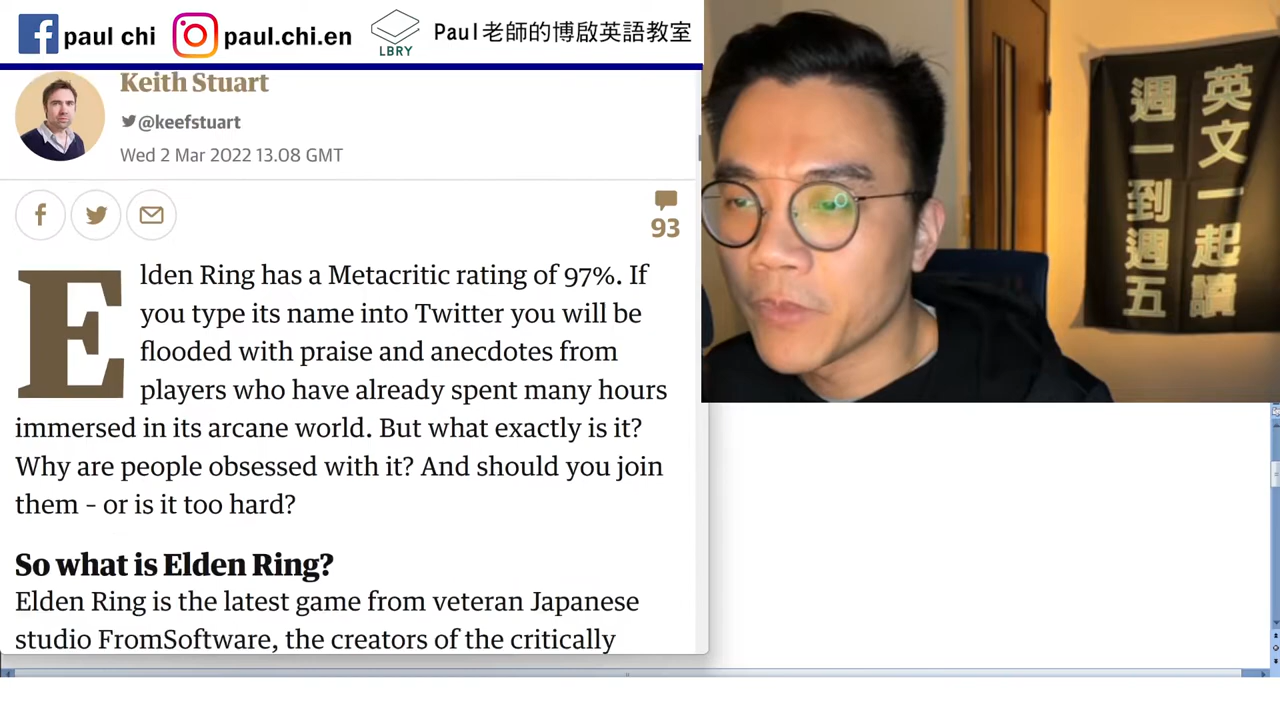 paul chi
paul.chi.en
LBRY
Paul老師的博啟英語教室
Keith Stuart
@keefstuart
Wed 2 Mar 2022 13.08 GMT
93
Elden Ring has a Metacritic rating of 97%. If
you type its name into Twitter you will be
flooded with praise and anecdotes from
players who have already spent many hours
immersed in its arcane world. But what exactly is it?
Why are people obsessed with it? And should you join
them - or is it too hard?
So what is Elden Ring?
Elden Ring is the latest game from veteran Japanese
studio FromSoftware, the creators of the critically
英文一起讀
週一到週五